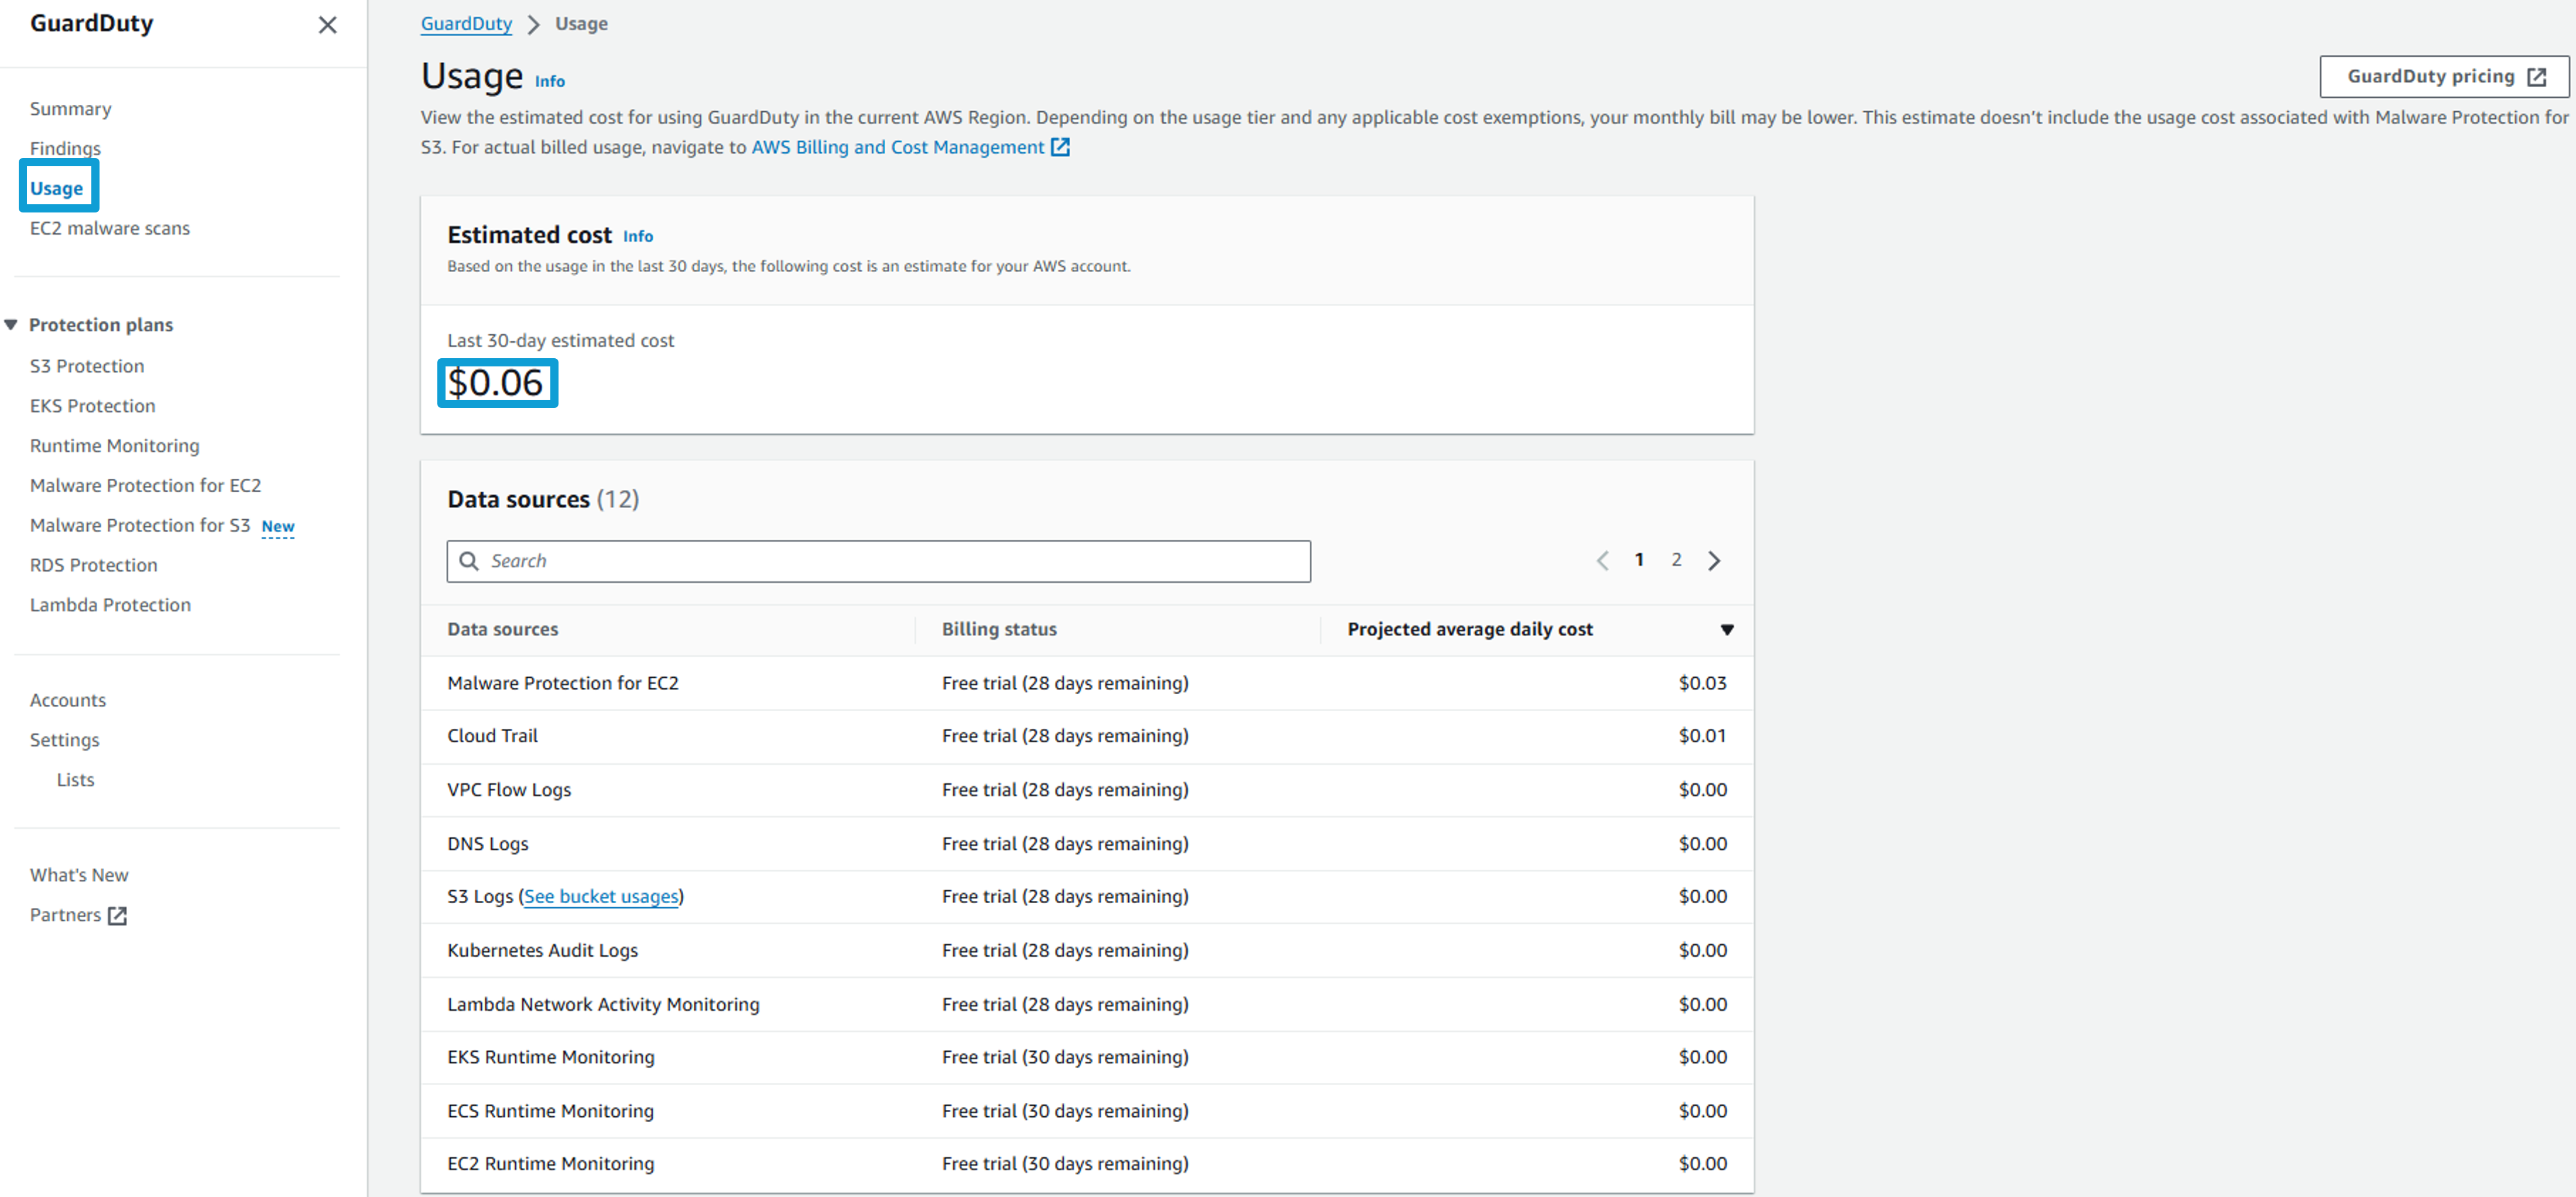 GuardDuty
Summary
Findings
Usage
EC2 malware scans
Protection plans
S3 Protection
EKS Protection
Runtime Monitoring
Malware Protection for EC2
Malware Protection for S3 New
RDS Protection
Lambda Protection
Accounts
Settings
Lists
What's New
Partners
GuardDuty > Usage
Usage Info
GuardDuty pricing
View the estimated cost for using GuardDuty in the current AWS Region. Depending on the usage tier and any applicable cost exemptions, your monthly bill may be lower. This estimate doesn't include the usage cost associated with Malware Protection for
S3. For actual billed usage, navigate to AWS Billing and Cost Management
Estimated cost Info
Based on the usage in the last 30 days, the following cost is an estimate for your AWS account.
Last 30-day estimated cost
$0.06
Data sources (12)
Search
1 2
Data sources Billing status Projected average daily cost
Malware Protection for EC2 Free trial (28 days remaining) $0.03
Cloud Trail Free trial (28 days remaining) $0.01
VPC Flow Logs Free trial (28 days remaining) $0.00
DNS Logs Free trial (28 days remaining) $0.00
S3 Logs (See bucket usages) Free trial (28 days remaining) $0.00
Kubernetes Audit Logs Free trial (28 days remaining) $0.00
Lambda Network Activity Monitoring Free trial (28 days remaining) $0.00
EKS Runtime Monitoring Free trial (30 days remaining) $0.00
ECS Runtime Monitoring Free trial (30 days remaining) $0.00
EC2 Runtime Monitoring Free trial (30 days remaining) $0.00